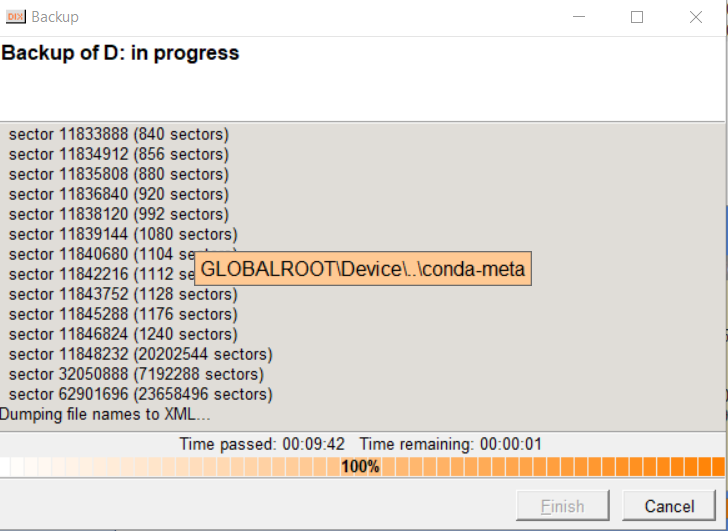 DIX Backup
Backup of D: in progress
sector 11833888 (840 sectors)
sector 11834912 (856 sectors)
sector 11835808 (880 sectors)
sector 11836840 (920 sectors)
sector 11838120 (992 sectors)
sector 11839144 (1080 sectors)
sector 11840680 (1104 sectors)
GLOBALROOT\Device\..\conda-meta
sector 11842216 (1112 se
sector 11843752 (1128 sectors)
sector 11845288 (1176 sectors)
sector 11846824 (1240 sectors)
sector 11848232 (20202544 sectors)
sector 32050888 (7192288 sectors)
sector 62901696 (23658496 sectors)
Dumping file names to XML...
Time passed: 00:09:42 Time remaining: 00:00:01
100%
Finish Cancel